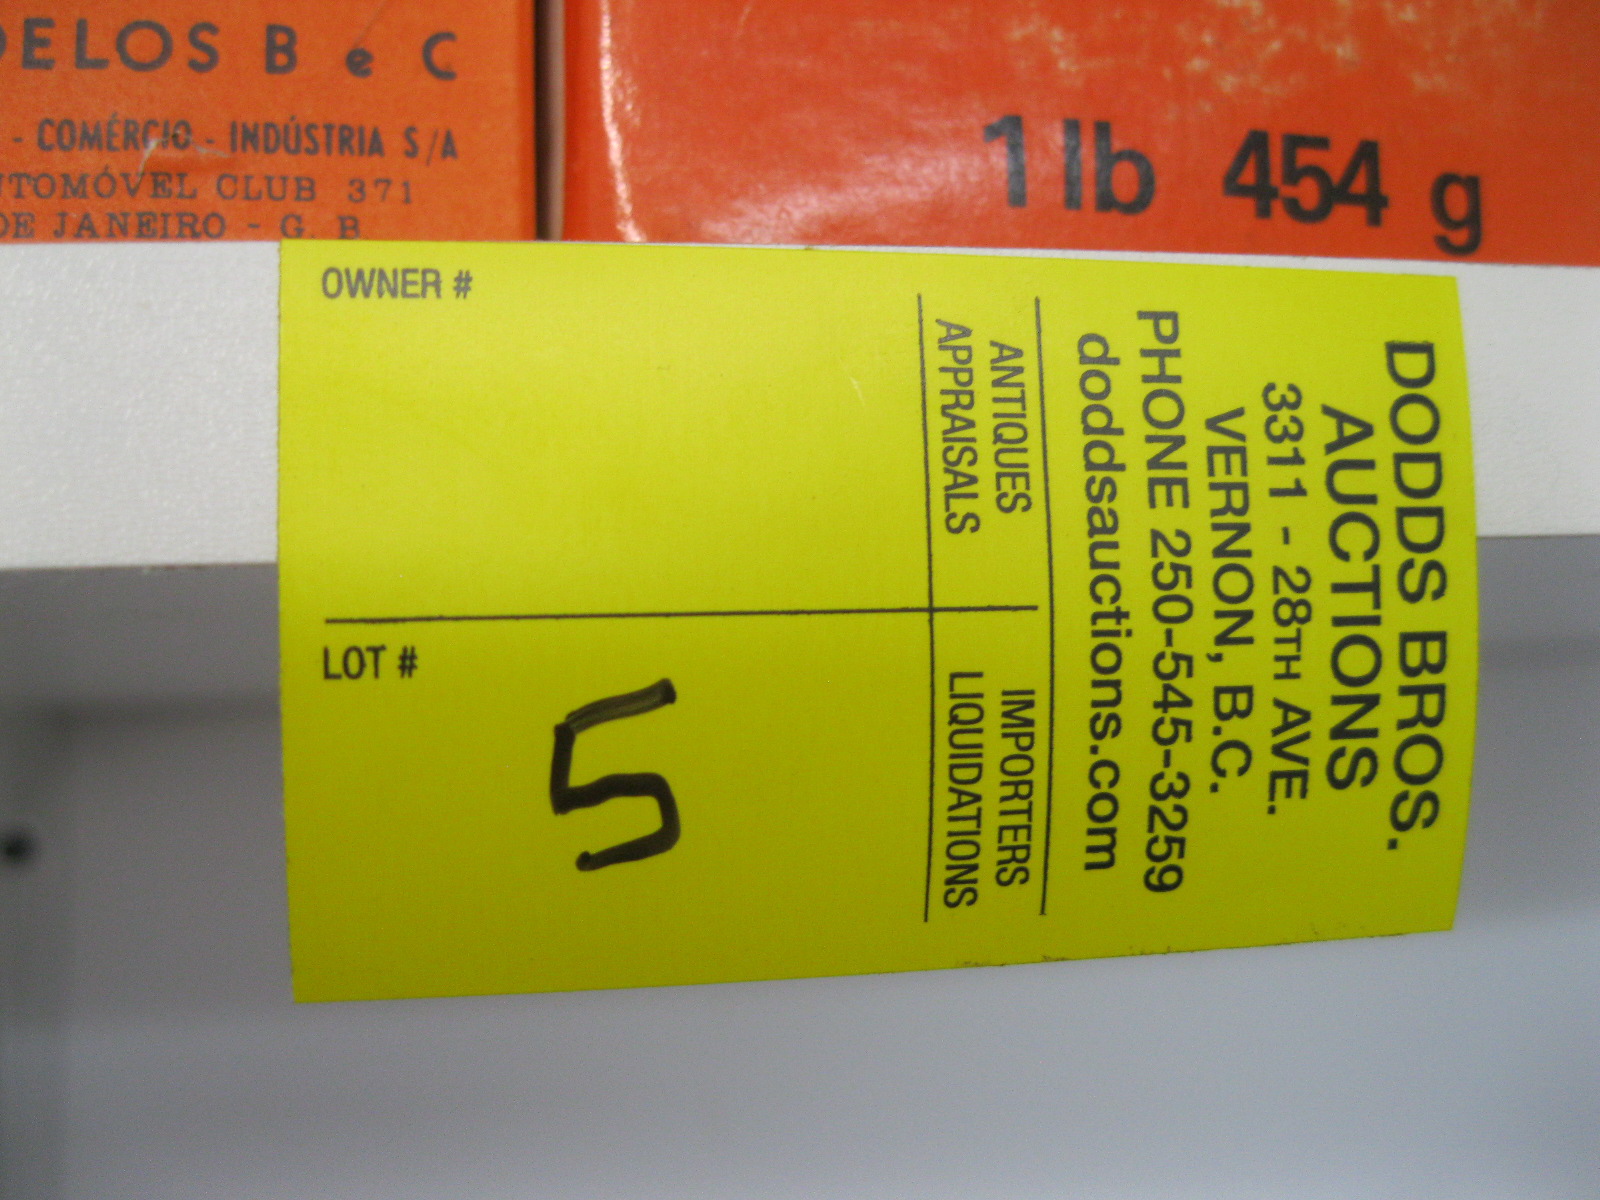 DELOS B e C
- COMÉRCIO - INDÚSTRIA S/A
UTOMÓVEL CLUB 371
DE JANEIRO - G. B
1 lb 454 g
DODDS BROS.
AUCTIONS
3311 - 28TH AVE.
VERNON, B.C.
PHONE 250-545-3259
doddsauctions.com
ANTIQUES
APPRAISALS
IMPORTERS
LIQUIDATIONS
OWNER #
LOT #
5